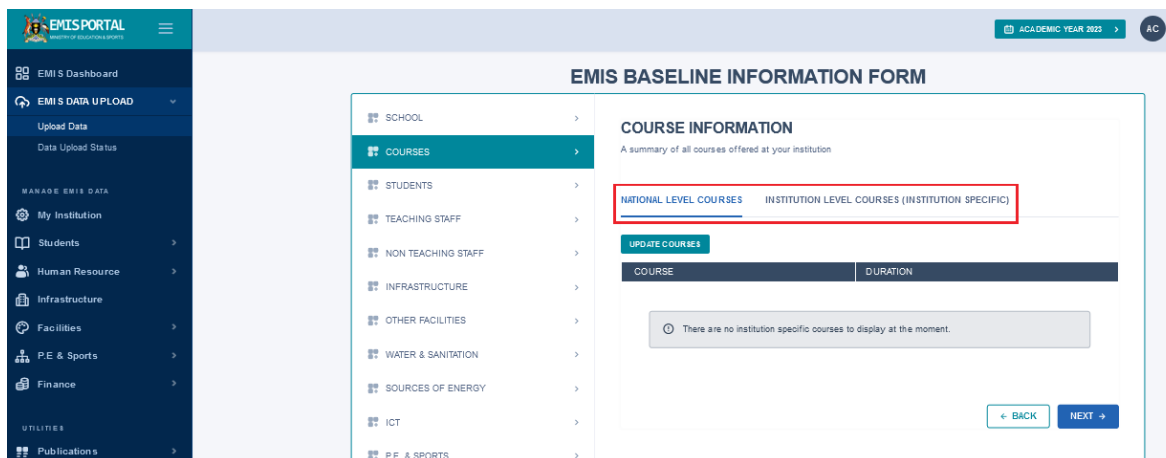 EMIS PORTAL
MINISTRY OF EDUCATION & SPORTS
ACADEMIC YEAR 2023
AC
EMIS Dashboard
EMIS DATA UPLOAD
Upload Data
Data Upload Status
MANAGE EMIS DATA
My Institution
Students
Human Resource
Infrastructure
Facilities
P.E & Sports
Finance
UTILITIES
Publications
EMIS BASELINE INFORMATION FORM
SCHOOL
COURSES
STUDENTS
TEACHING STAFF
NON TEACHING STAFF
INFRASTRUCTURE
OTHER FACILITIES
WATER & SANITATION
SOURCES OF ENERGY
ICT
P.E. & SPORTS
COURSE INFORMATION
A summary of all courses offered at your institution
NATIONAL LEVEL COURSES INSTITUTION LEVEL COURSES (INSTITUTION SPECIFIC)
UPDATE COURSES
COURSE DURATION
There are no institution specific courses to display at the moment.
← BACK NEXT →